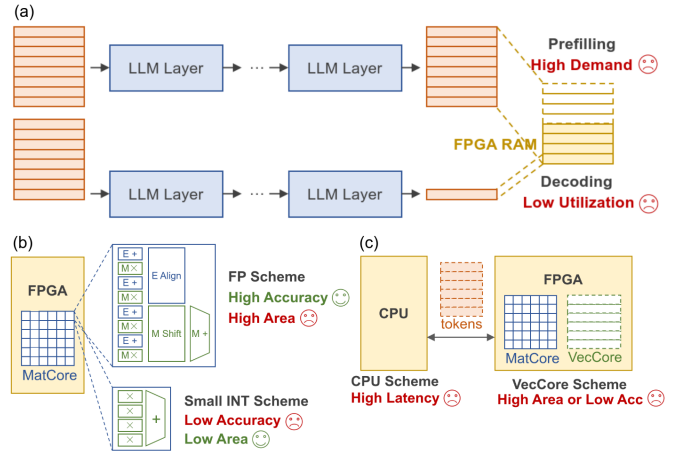 (a)
LLM Layer
...
LLM Layer
Prefilling
High Demand
FPGA RAM
LLM Layer
...
LLM Layer
Decoding
Low Utilization
(b)
FPGA
MatCore
E +
M×
E +
M×
E +
M×
E +
M×
E Align
M Shift
M +
FP Scheme
High Accuracy
High Area
×
×
×
×
+
Small INT Scheme
Low Accuracy
Low Area
(c)
CPU
tokens
FPGA
MatCore
VecCore
CPU Scheme
High Latency
VecCore Scheme
High Area or Low Acc